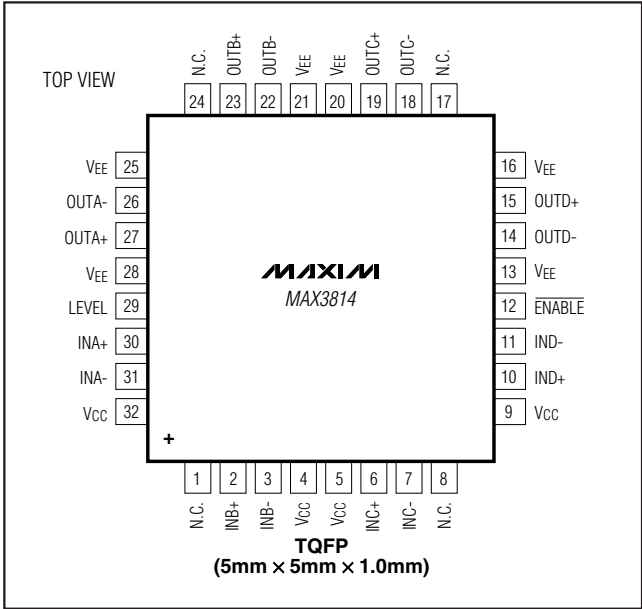 TOP VIEW
N.C.
OUTB+
OUTB-
VEE
VEE
OUTC+
OUTC-
N.C.
24 23 22 21 20 19 18 17
VEE 25
OUTA- 26
OUTA+ 27
VEE 28
LEVEL 29
INA+ 30
INA- 31
VCC 32
MAXIM
MAX3814
16 VEE
15 OUTD+
14 OUTD-
13 VEE
12 ENABLE
11 IND-
10 IND+
9 VCC
+
1 2 3 4 5 6 7 8
N.C.
INB+
INB-
VCC
VCC
INC+
INC-
N.C.
TQFP
(5mm × 5mm × 1.0mm)